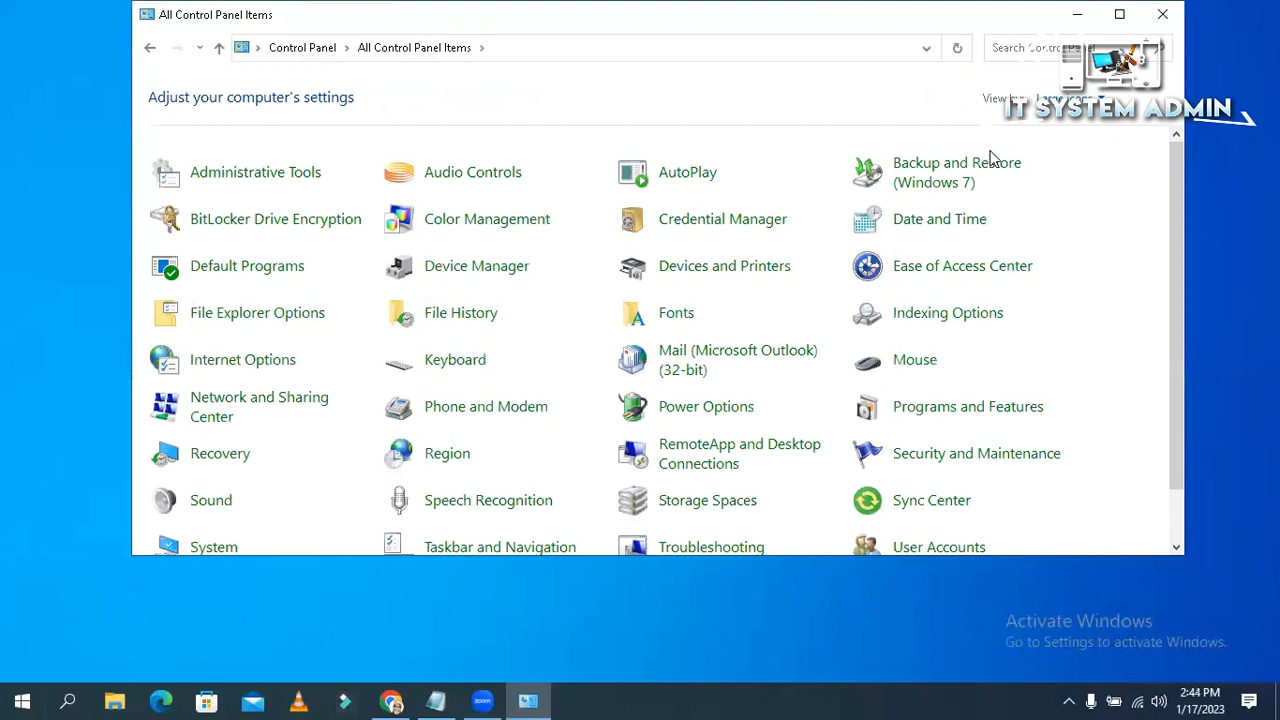 All Control Panel Items
Control Panel > All Control Panel Items >
Search Control Panel
IT SYSTEM ADMIN
Adjust your computer's settings
View by: Large icons
Administrative Tools
Audio Controls
AutoPlay
Backup and Restore
(Windows 7)
BitLocker Drive Encryption
Color Management
Credential Manager
Date and Time
Default Programs
Device Manager
Devices and Printers
Ease of Access Center
File Explorer Options
File History
Fonts
Indexing Options
Internet Options
Keyboard
Mail (Microsoft Outlook)
(32-bit)
Mouse
Network and Sharing
Center
Phone and Modem
Power Options
Programs and Features
Recovery
Region
RemoteApp and Desktop
Connections
Security and Maintenance
Sound
Speech Recognition
Storage Spaces
Sync Center
System
Taskbar and Navigation
Troubleshooting
User Accounts
Activate Windows
Go to Settings to activate Windows.
zoom
2:44 PM
1/17/2023